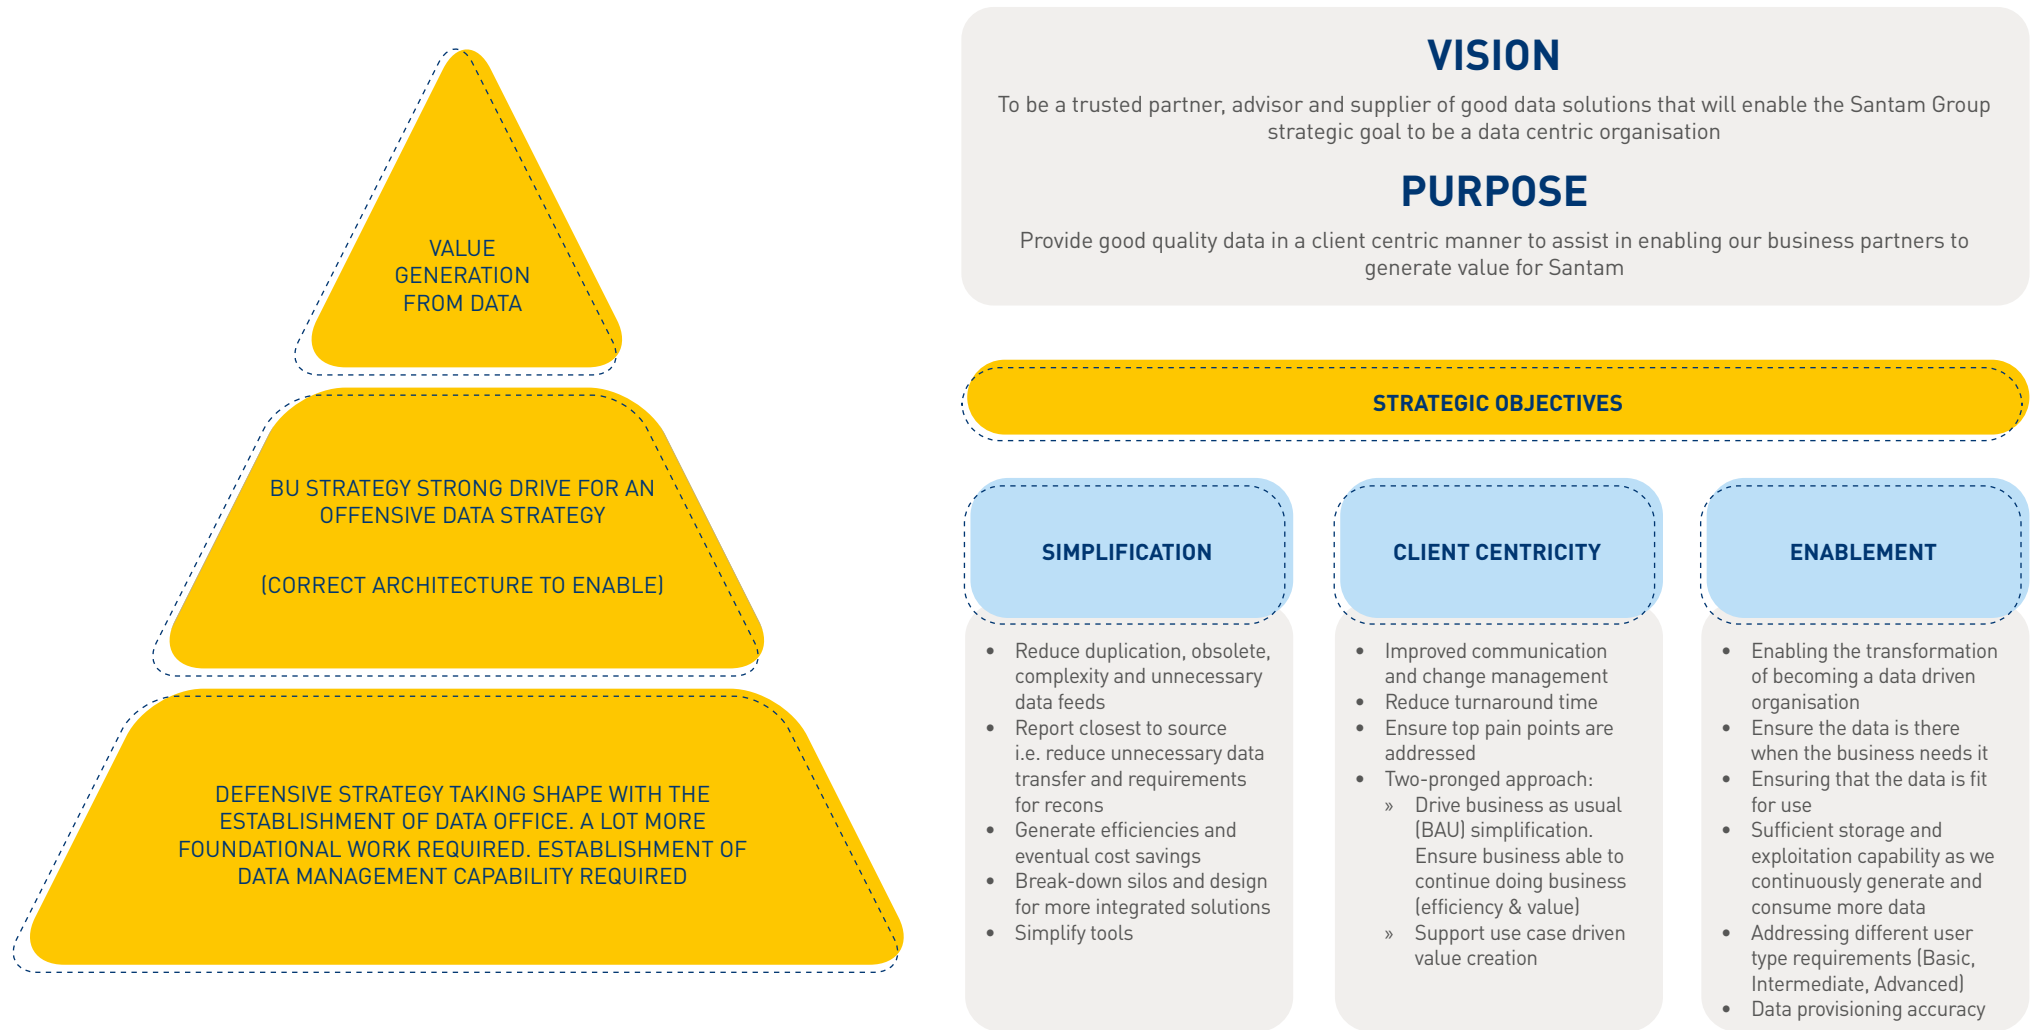 VALUE
GENERATION
FROM DATA
BU STRATEGY STRONG DRIVE FOR AN
OFFENSIVE DATA STRATEGY
(CORRECT ARCHITECTURE TO ENABLE)
DEFENSIVE STRATEGY TAKING SHAPE WITH THE
ESTABLISHMENT OF DATA OFFICE. A LOT MORE
FOUNDATIONAL WORK REQUIRED. ESTABLISHMENT OF
DATA MANAGEMENT CAPABILITY REQUIRED
VISION
To be a trusted partner, advisor and supplier of good data solutions that will enable the Santam Group
strategic goal to be a data centric organisation
PURPOSE
Provide good quality data in a client centric manner to assist in enabling our business partners to
generate value for Santam
STRATEGIC OBJECTIVES
SIMPLIFICATION
• Reduce duplication, obsolete,
complexity and unnecessary
data feeds
• Report closest to source
i.e. reduce unnecessary data
transfer and requirements
for recons
• Generate efficiencies and
eventual cost savings
• Break-down silos and design
for more integrated solutions
• Simplify tools
CLIENT CENTRICITY
• Improved communication
and change management
• Reduce turnaround time
• Ensure top pain points are
addressed
• Two-pronged approach:
» Drive business as usual
(BAU) simplification.
Ensure business able to
continue doing business
(efficiency & value)
» Support use case driven
value creation
ENABLEMENT
• Enabling the transformation
of becoming a data driven
organisation
• Ensure the data is there
when the business needs it
• Ensuring that the data is fit
for use
• Sufficient storage and
exploitation capability as we
continuously generate and
consume more data
• Addressing different user
type requirements (Basic,
Intermediate, Advanced)
• Data provisioning accuracy